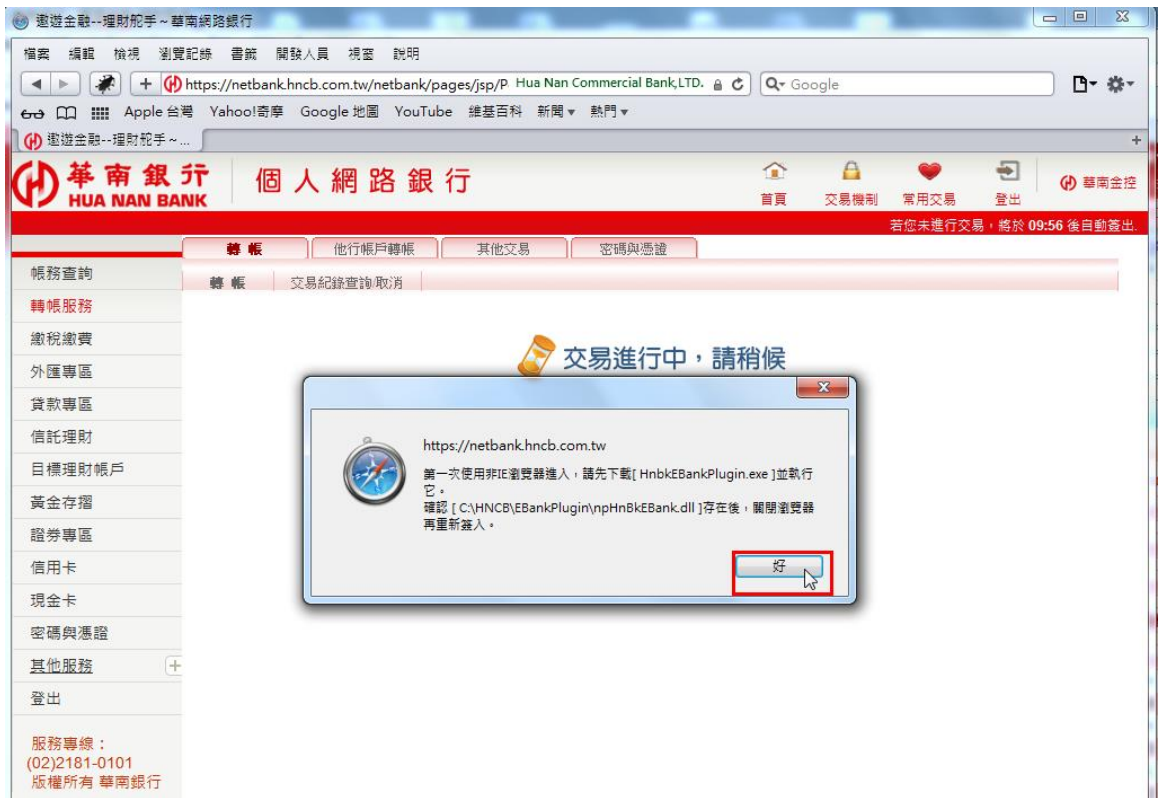 遨遊金融--理財舵手～華南網路銀行
檔案 編輯 檢視 瀏覽記錄 書籤 開發人員 視窗 說明
https://netbank.hncb.com.tw/netbank/pages/jsp/P Hua Nan Commercial Bank,LTD. Google
Apple 台灣 Yahoo!奇摩 Google 地圖 YouTube 維基百科 新聞▼ 熱門▼
遨遊金融--理財舵手～...
華南銀行 個人網路銀行
HUA NAN BANK
首頁 交易機制 常用交易 登出 華南金控
若您未進行交易，將於 09:56 後自動簽出.
轉 帳 他行帳戶轉帳 其他交易 密碼與憑證
轉 帳 交易紀錄查詢/取消
帳務查詢
轉帳服務
繳稅繳費
外匯專區
貸款專區
信託理財
目標理財帳戶
黃金存摺
證券專區
信用卡
現金卡
密碼與憑證
其他服務
登出
服務專線：
(02)2181-0101
版權所有 華南銀行
交易進行中，請稍候
https://netbank.hncb.com.tw
第一次使用非IE瀏覽器進入，請先下載[ HnbkEBankPlugin.exe ]並執行
它。
確認 [ C:\HNCB\EBankPlugin\npHnBkEBank.dll ]存在後，關閉瀏覽器
再重新簽入。
好